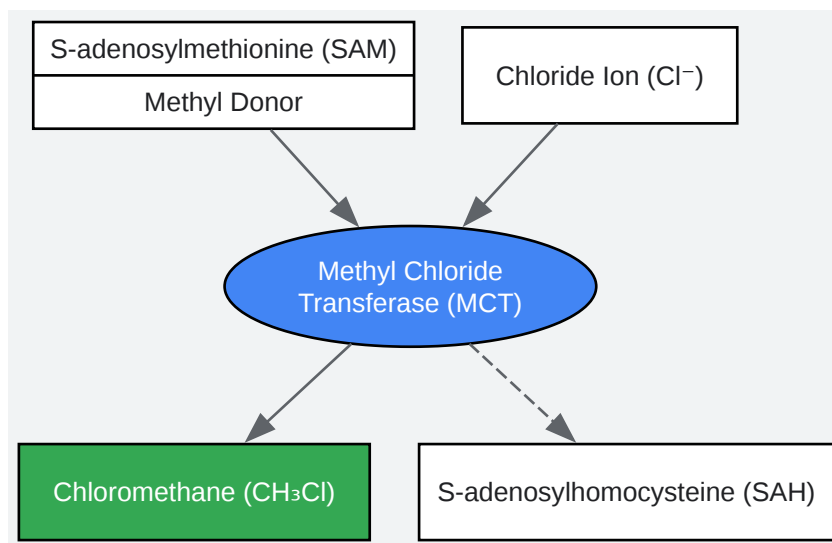 S-adenosylmethionine (SAM)
Methyl Donor
Chloride Ion (Cl⁻)
Methyl Chloride
Transferase (MCT)
Chloromethane (CH₃Cl)
S-adenosylhomocysteine (SAH)